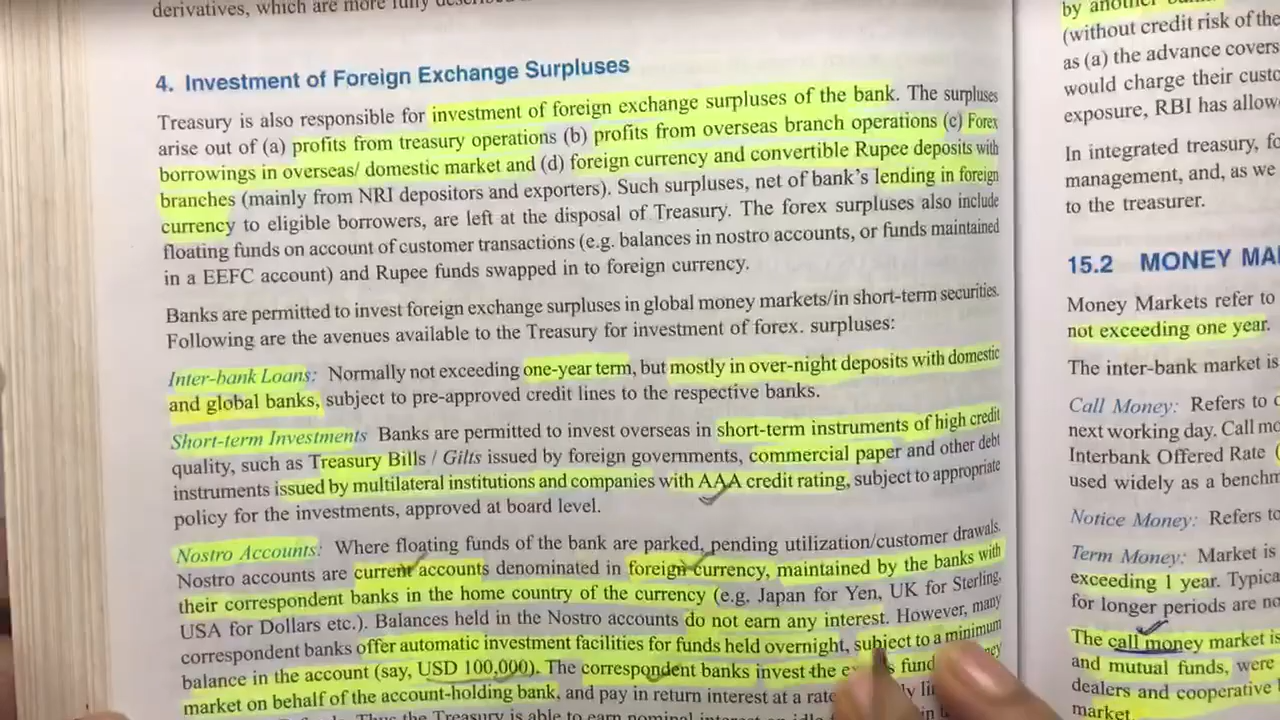 derivatives, which are more fully
4. Investment of Foreign Exchange Surpluses
Treasury is also responsible for investment of foreign exchange surpluses of the bank. The surpluses
arise out of (a) profits from treasury operations (b) profits from overseas branch operations (c) Forex
borrowings in overseas/ domestic market and (d) foreign currency and convertible Rupee deposits with
branches (mainly from NRI depositors and exporters). Such surpluses, net of bank's lending in foreign
currency to eligible borrowers, are left at the disposal of Treasury. The forex surpluses also include
floating funds on account of customer transactions (e.g. balances in nostro accounts, or funds maintained
in a EEFC account) and Rupee funds swapped in to foreign currency.
Banks are permitted to invest foreign exchange surpluses in global money markets/in short-term securities.
Following are the avenues available to the Treasury for investment of forex. surpluses:
Inter-bank Loans: Normally not exceeding one-year term, but mostly in over-night deposits with domestic
and global banks, subject to pre-approved credit lines to the respective banks.
Short-term Investments Banks are permitted to invest overseas in short-term instruments of high credit
quality, such as Treasury Bills / Gilts issued by foreign governments, commercial paper and other debt
instruments issued by multilateral institutions and companies with AAA credit rating, subject to appropriate
policy for the investments, approved at board level.
Nostro Accounts: Where floating funds of the bank are parked, pending utilization/customer drawals.
Nostro accounts are current accounts denominated in foreign currency, maintained by the banks with
their correspondent banks in the home country of the currency (e.g. Japan for Yen, UK for Sterling,
USA for Dollars etc.). Balances held in the Nostro accounts do not earn any interest. However, many
correspondent banks offer automatic investment facilities for funds held overnight, subject to a minimum
balance in the account (say, USD 100,000). The correspondent banks invest the fund
market on behalf of the account-holding bank, and pay in return interest at a rate
Thus the Treasury is able to earn nominal
by another
(without credit risk of the
as (a) the advance covers
would charge their
exposure, RBI has
In integrated treasury,
management, and, as we
to the treasurer.
15.2 MONEY
Money Markets refer to
not exceeding one year.
The inter-bank market is
Call Money: Refers to
next working day. Call
Interbank Offered Rate
used widely as a
Notice Money: Refers to
Term Money: Market is
exceeding 1 year.
for longer periods are
The call money market is
and mutual funds, were
dealers and cooperative
market